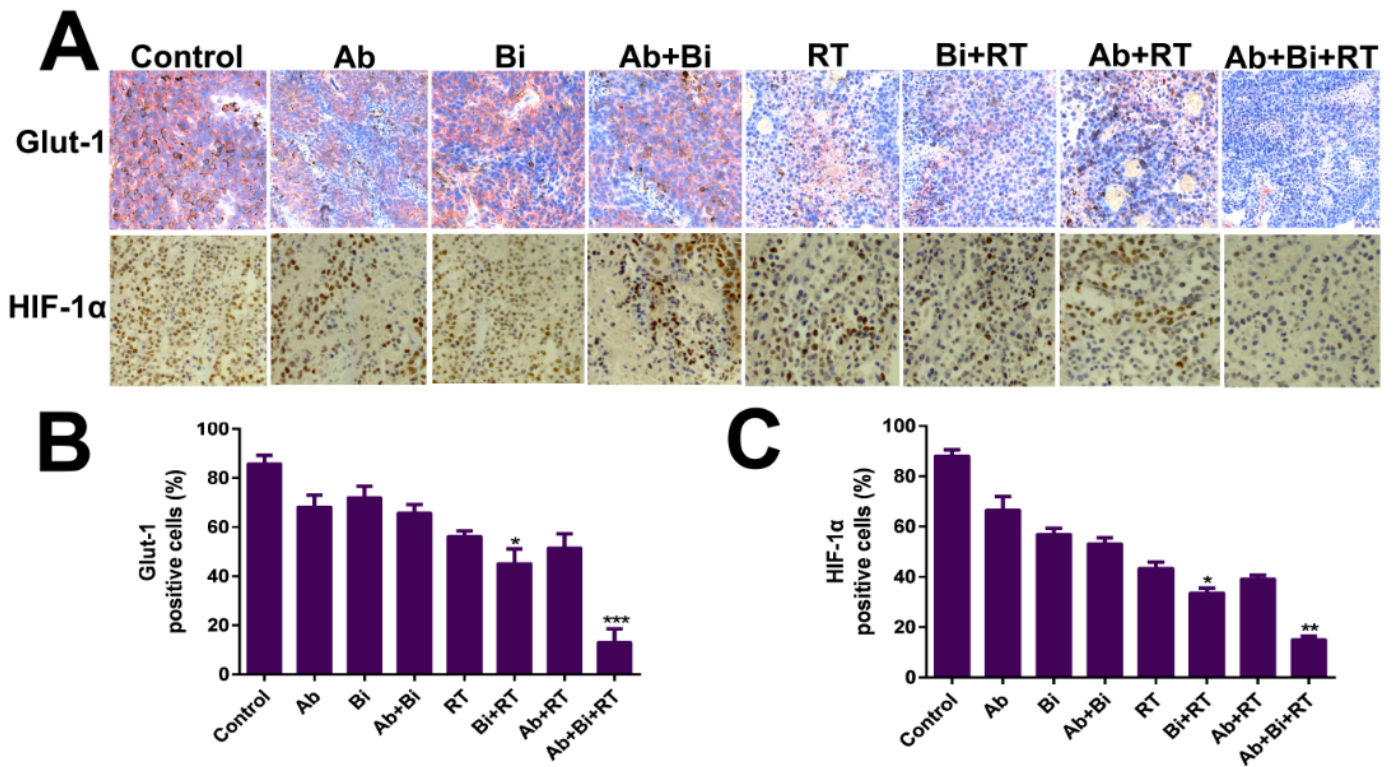 A
Control Ab Bi Ab+Bi RT Bi+RT Ab+RT Ab+Bi+RT
Glut-1
HIF-1α
B
Glut-1
positive cells (%)
100
80
60
40
20
0
*
***
Control Ab Bi Ab+Bi RT Bi+RT Ab+RT Ab+Bi+RT
C
HIF-1α
positive cells (%)
100
80
60
40
20
0
*
**
Control Ab Bi Ab+Bi RT Bi+RT Ab+RT Ab+Bi+RT